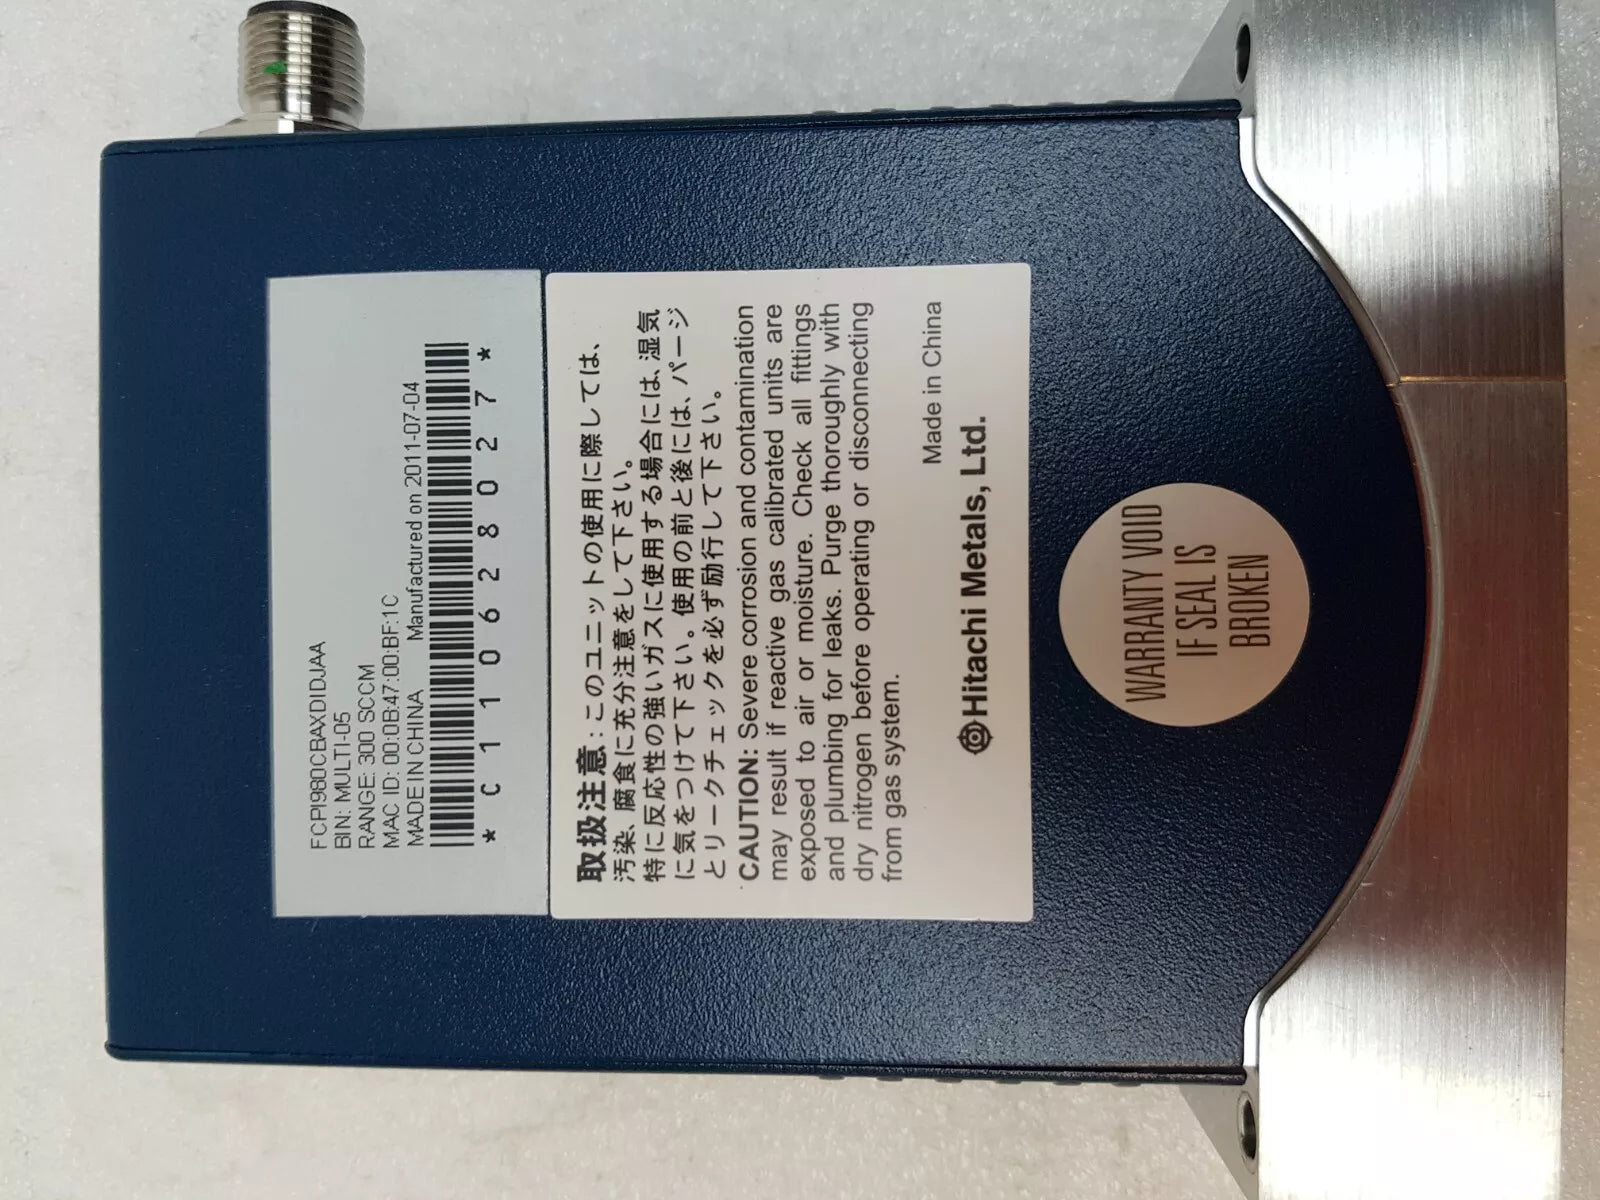 FCPI980CBAXDIDJAA
BIN: MULTI-05
RANGE: 300 SCCM
MAC ID: 00:0B:47:00:BF:1C
MADE IN CHINA Manufactured on 2011-07-04
* C 1 1 0 6 2 8 0 2 7 *
取扱注意：このユニットの使用に際しては、
汚染、腐食に充分注意をして下さい。
特に反応性の強いガスに使用する場合には、湿気
に気をつけて下さい。使用の前と後には、パージ
とリークチェックを必ず励行して下さい。
CAUTION: Severe corrosion and contamination
may result if reactive gas calibrated units are
exposed to air or moisture. Check all fittings
and plumbing for leaks. Purge thoroughly with
dry nitrogen before operating or disconnecting
from gas system.
Made in China
Hitachi Metals, Ltd.
WARRANTY VOID
IF SEAL IS
BROKEN